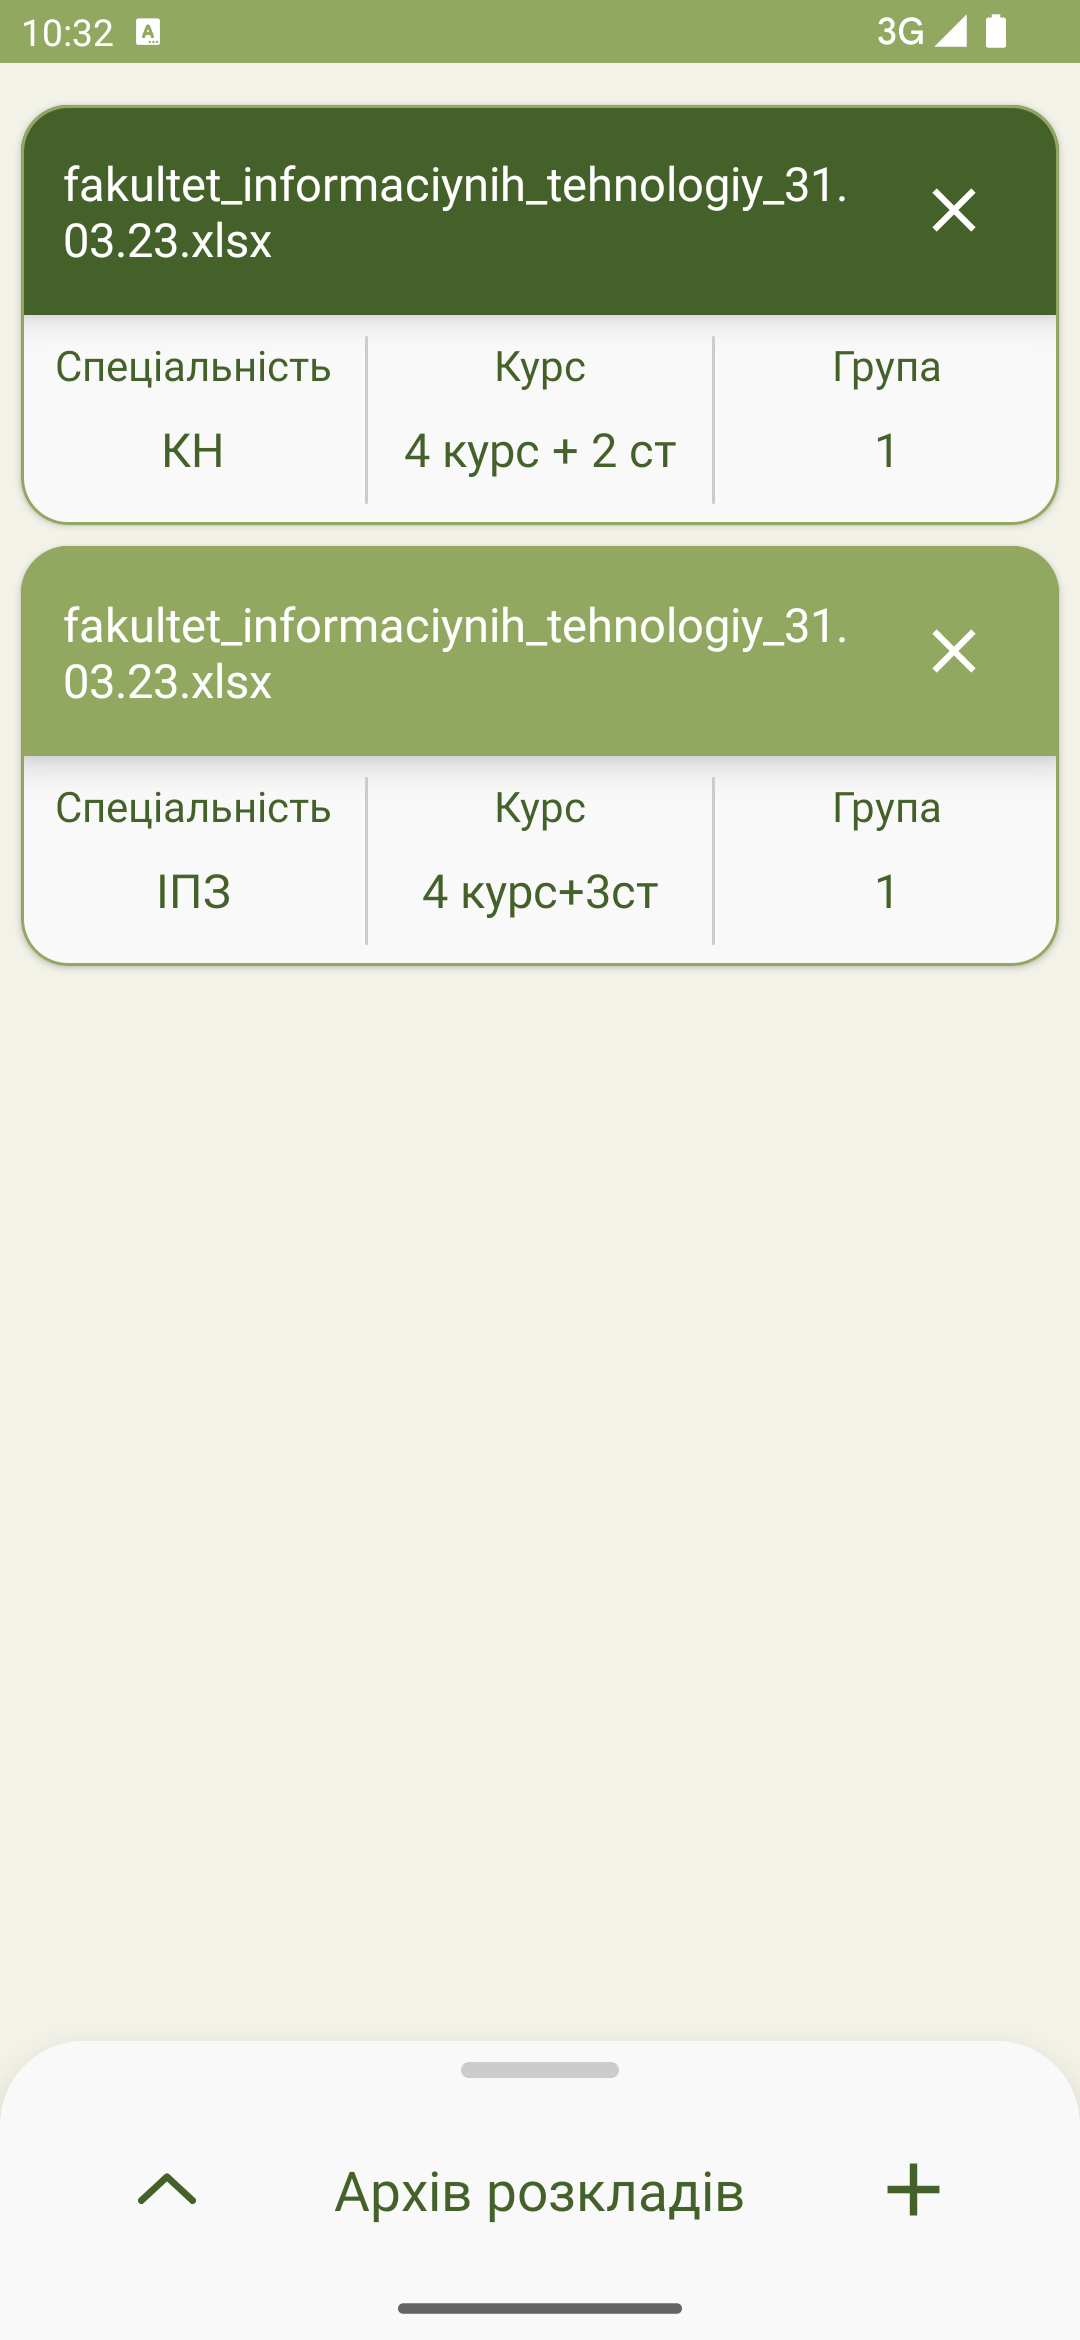 10:32
3G
fakultet_informaciynih_tehnologiy_31.
03.23.xlsx
Спеціальність Курс Група
КН 4 курс + 2 ст 1
fakultet_informaciynih_tehnologiy_31.
03.23.xlsx
Спеціальність Курс Група
ІПЗ 4 курс+3ст 1
Архів розкладів